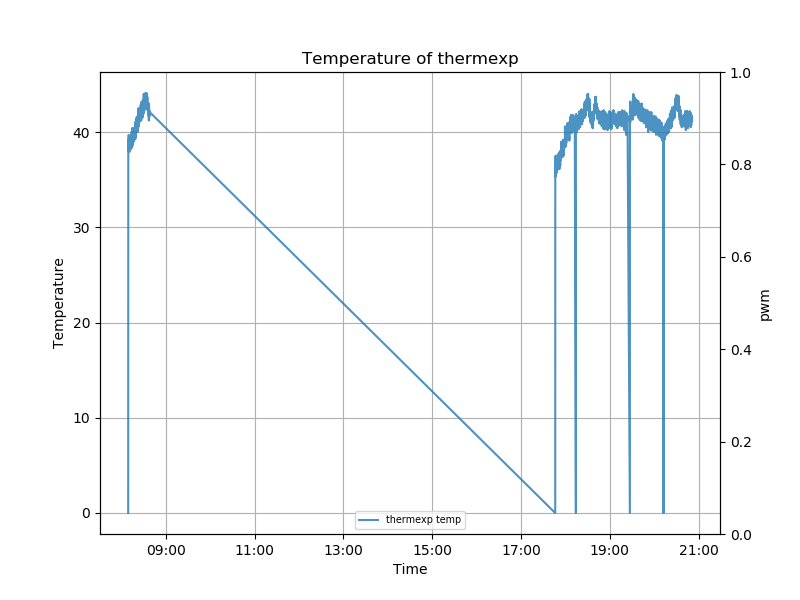 Temperature of thermexp
Temperature
40
30
20
10
0
1.0
0.8
0.6
0.4
0.2
0.0
pwm
thermexp temp
09:00 11:00 13:00 15:00 17:00 19:00 21:00
Time